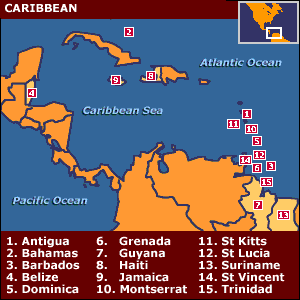 CARIBBEAN
2
Atlantic Ocean
8
9
4
Caribbean Sea
1
11
10
5
12
14
6
3
15
Pacific Ocean
7
13
1. Antigua 6. Grenada 11. St Kitts
2. Bahamas 7. Guyana 12. St Lucia
3. Barbados 8. Haiti 13. Suriname
4. Belize 9. Jamaica 14. St Vincent
5. Dominica 10. Montserrat 15. Trinidad